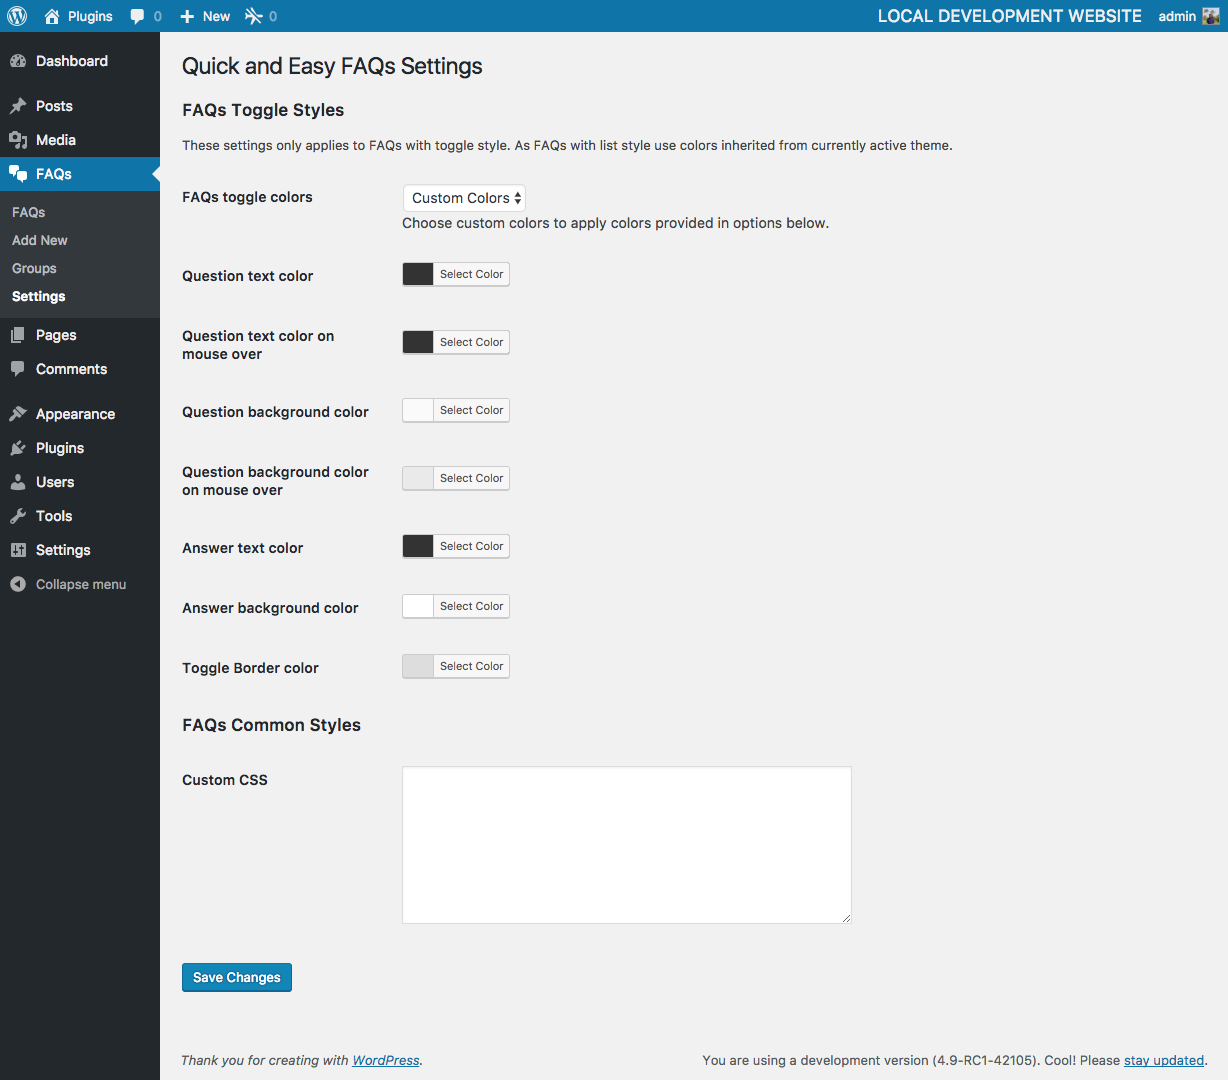 Plugins 0 New 0 LOCAL DEVELOPMENT WEBSITE admin
Dashboard
Posts
Media
FAQs
FAQs
Add New
Groups
Settings
Pages
Comments
Appearance
Plugins
Users
Tools
Settings
Collapse menu
Quick and Easy FAQs Settings
FAQs Toggle Styles
These settings only applies to FAQs with toggle style. As FAQs with list style use colors inherited from currently active theme.
FAQs toggle colors Custom Colors
Choose custom colors to apply colors provided in options below.
Question text color Select Color
Question text color on
mouse over
Select Color
Question background color Select Color
Question background color
on mouse over
Select Color
Answer text color Select Color
Answer background color Select Color
Toggle Border color Select Color
FAQs Common Styles
Custom CSS
Save Changes
Thank you for creating with WordPress. You are using a development version (4.9-RC1-42105). Cool! Please stay updated.